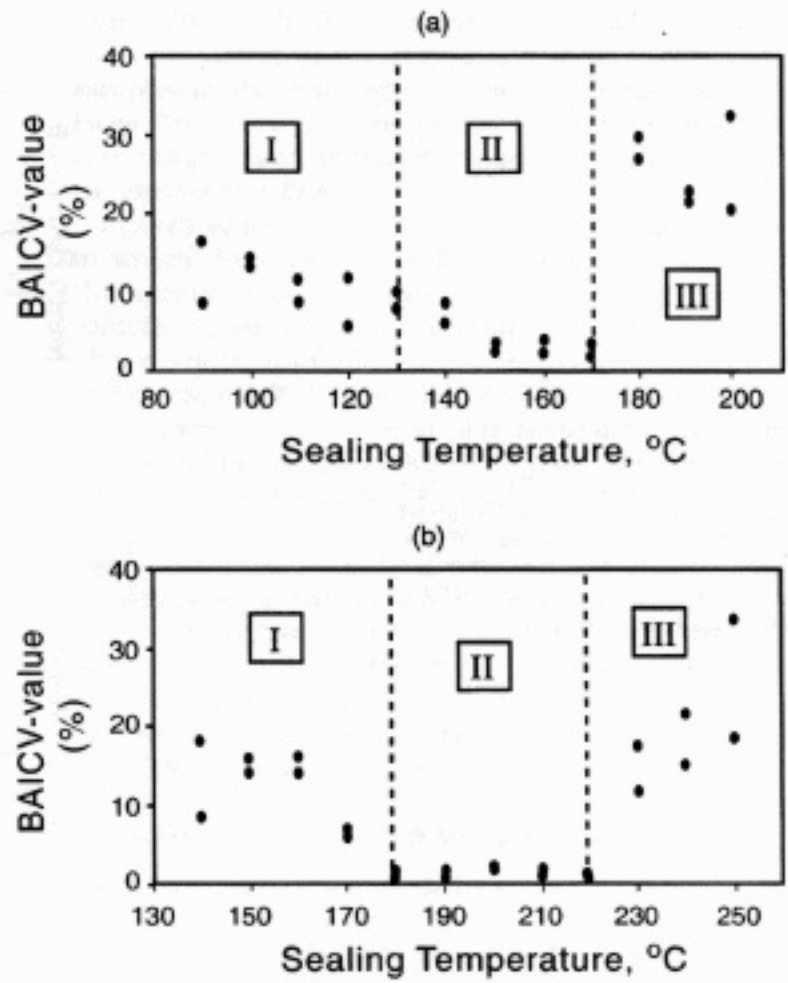 (a)
BAICV-value
(%)
40
30
20
10
0
I
II
III
80 100 120 140 160 180 200
Sealing Temperature, °C
(b)
BAICV-value
(%)
40
30
20
10
0
I
II
III
130 150 170 190 210 230 250
Sealing Temperature, °C